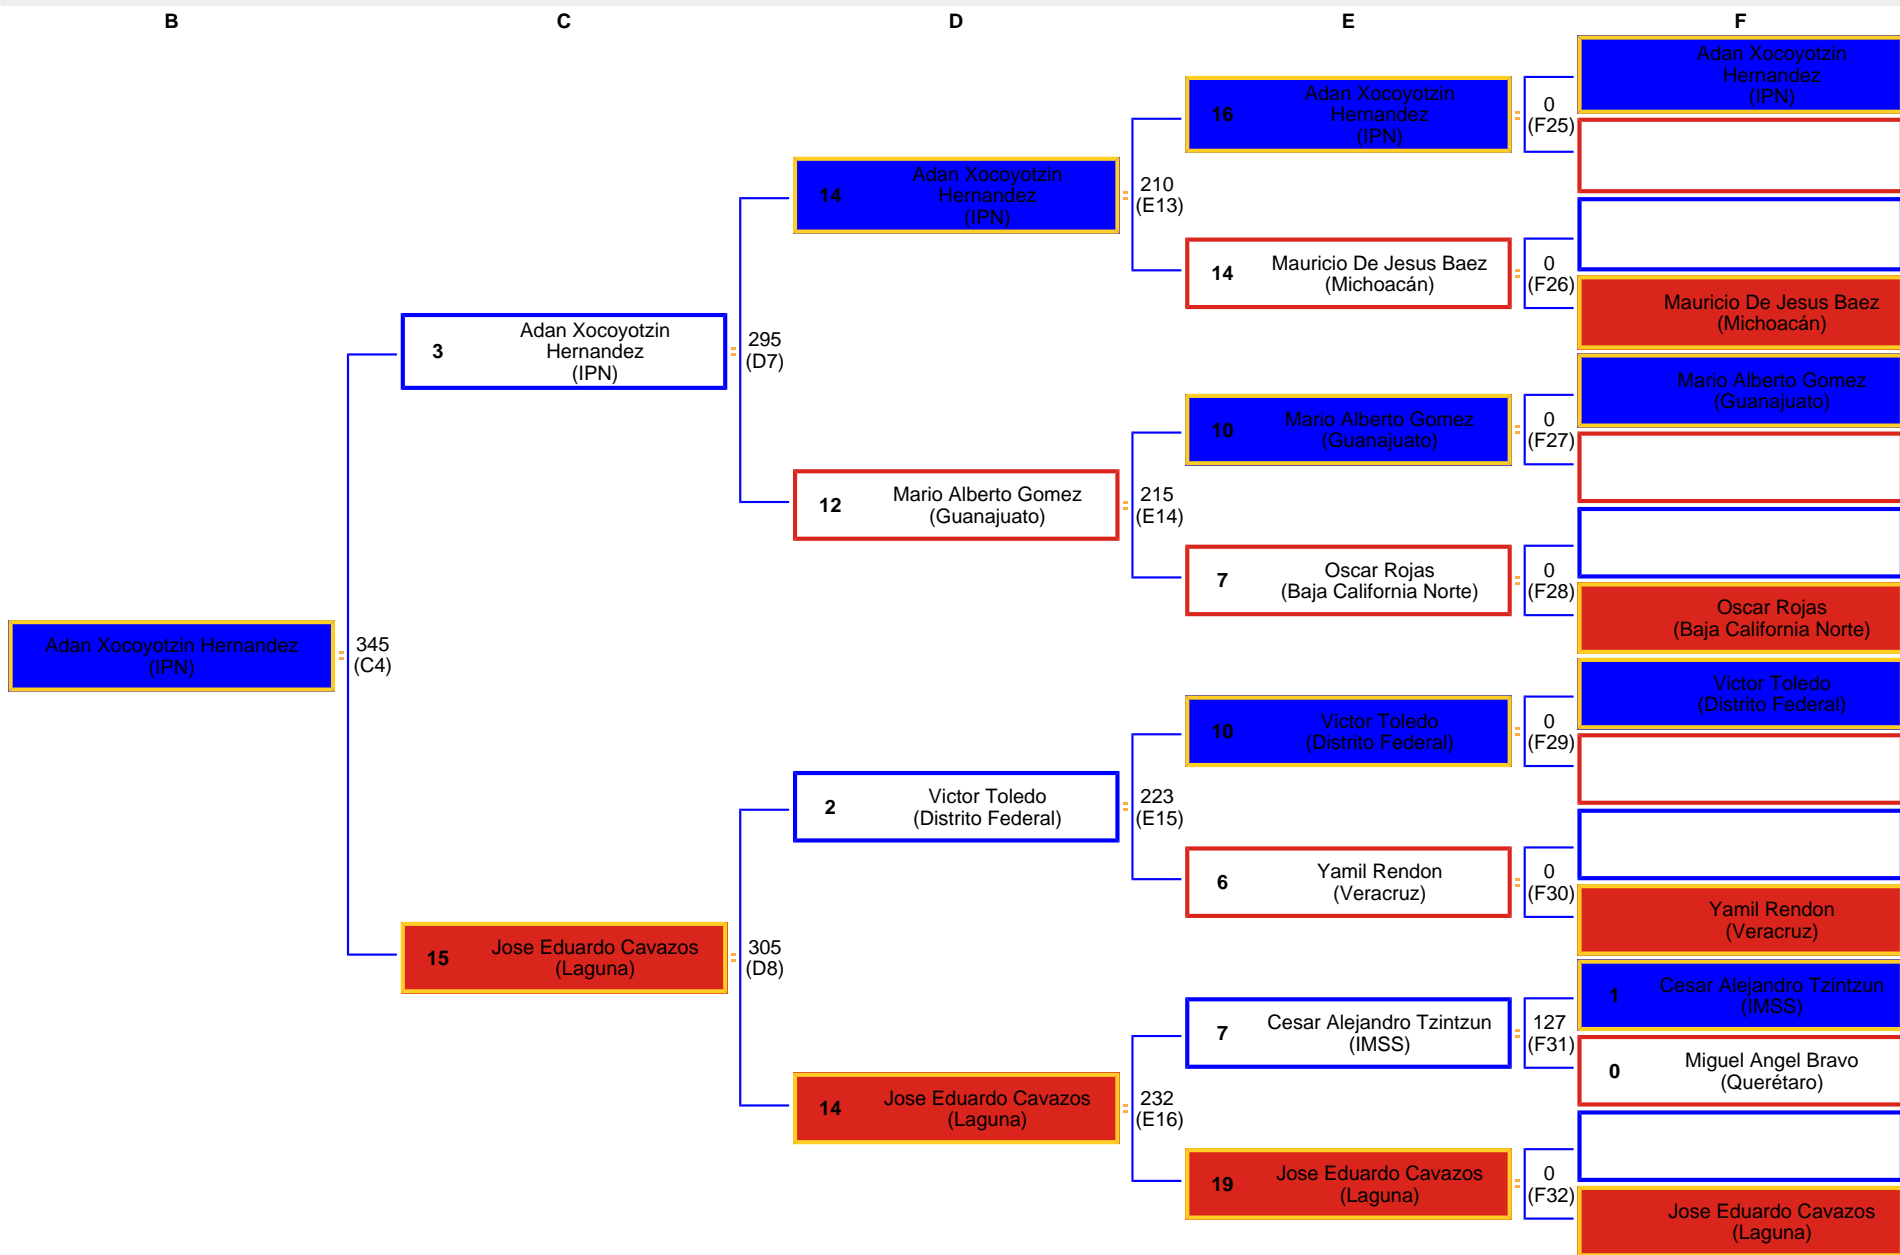 B
C
D
E
F
Adan Xocoyotzin Hernandez
(IPN)
345
(C4)
3
Adan Xocoyotzin
Hernandez
(IPN)
295
(D7)
15
Jose Eduardo Cavazos
(Laguna)
305
(D8)
14
Adan Xocoyotzin
Hernandez
(IPN)
210
(E13)
12
Mario Alberto Gomez
(Guanajuato)
215
(E14)
2
Victor Toledo
(Distrito Federal)
223
(E15)
14
Jose Eduardo Cavazos
(Laguna)
232
(E16)
16
Adan Xocoyotzin
Hernandez
(IPN)
0
(F25)
14
Mauricio De Jesus Baez
(Michoacán)
0
(F26)
10
Mario Alberto Gomez
(Guanajuato)
0
(F27)
7
Oscar Rojas
(Baja California Norte)
0
(F28)
10
Victor Toledo
(Distrito Federal)
0
(F29)
6
Yamil Rendon
(Veracruz)
0
(F30)
7
Cesar Alejandro Tzintzun
(IMSS)
127
(F31)
19
Jose Eduardo Cavazos
(Laguna)
0
(F32)
Adan Xocoyotzin
Hernandez
(IPN)
Mauricio De Jesus Baez
(Michoacán)
Mario Alberto Gomez
(Guanajuato)
Oscar Rojas
(Baja California Norte)
Victor Toledo
(Distrito Federal)
Yamil Rendon
(Veracruz)
1
Cesar Alejandro Tzintzun
(IMSS)
0
Miguel Angel Bravo
(Querétaro)
Jose Eduardo Cavazos
(Laguna)